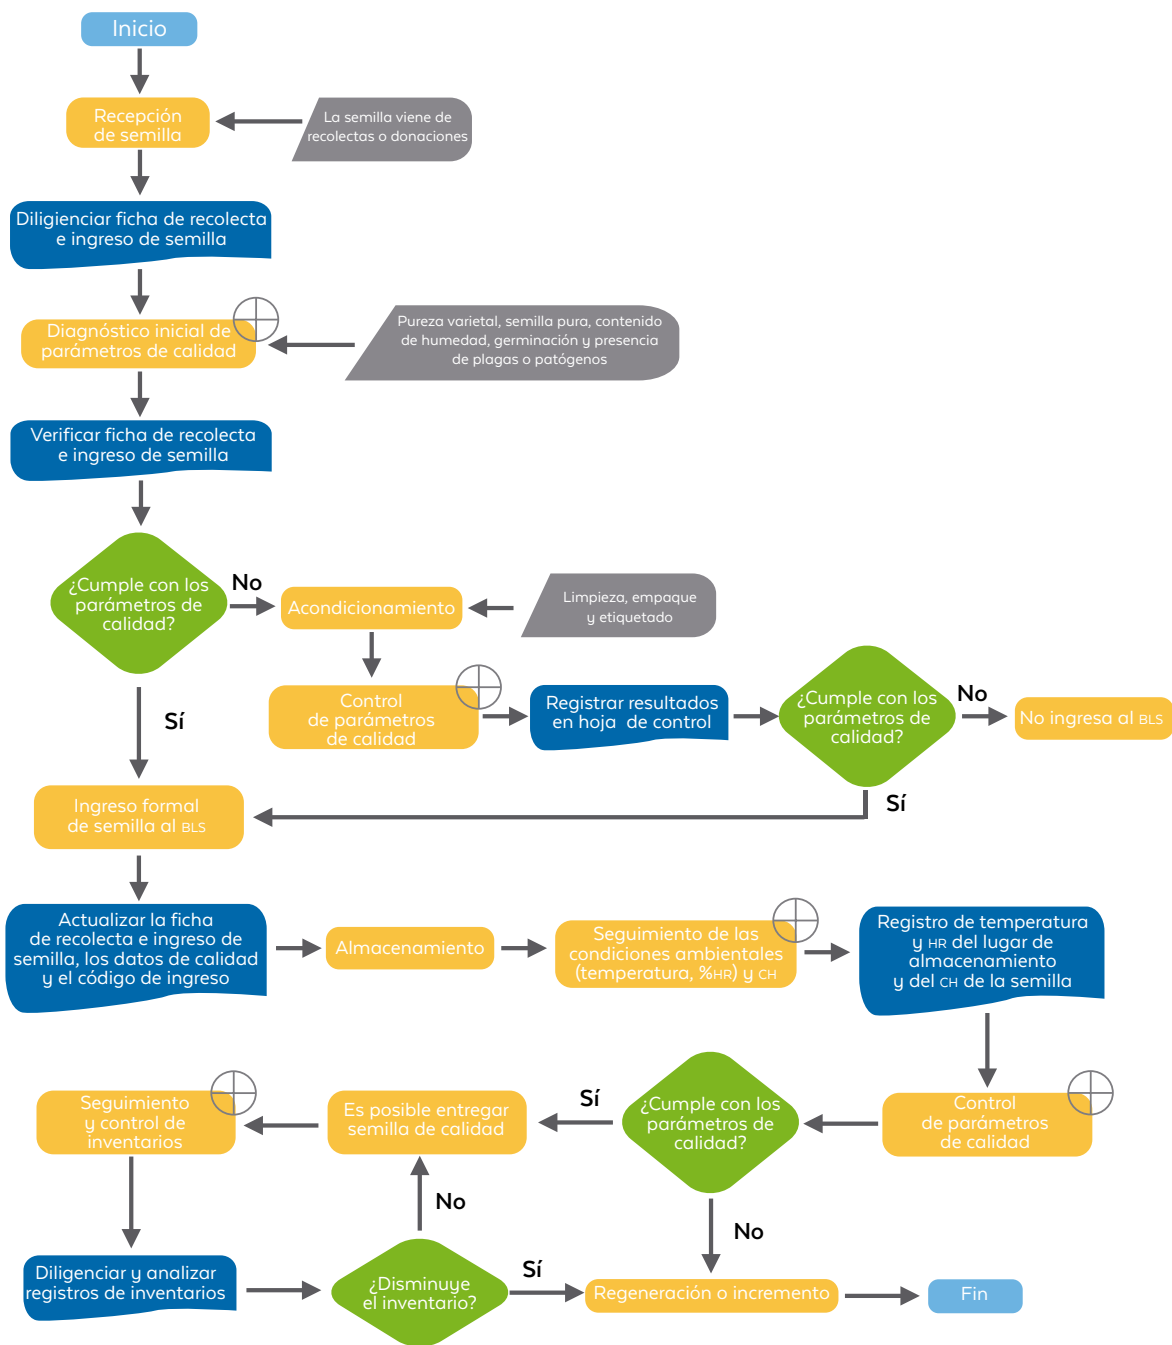 Inicio
Recepción
de semilla
La semilla viene de
recolectas o donaciones
Diligienciar ficha de recolecta
e ingreso de semilla
Diagnóstico inicial de
parámetros de calidad
Pureza varietal, semilla pura, contenido
de humedad, germinación y presencia
de plagas o patógenos
Verificar ficha de recolecta
e ingreso de semilla
¿Cumple con los
parámetros de
calidad?
No
Acondicionamiento
Limpieza, empaque
y etiquetado
Sí
Control
de parámetros
de calidad
Registrar resultados
en hoja de control
¿Cumple con los
parámetros de
calidad?
No
No ingresa al BLS
Sí
Ingreso formal
de semilla al BLS
Actualizar la ficha
de recolecta e ingreso de
semilla, los datos de calidad
y el código de ingreso
Almacenamiento
Seguimiento de las
condiciones ambientales
(temperatura, %HR) y CH
Registro de temperatura
y HR del lugar de
almacenamiento
y del CH de la semilla
Control
de parámetros
de calidad
¿Cumple con los
parámetros de
calidad?
Sí
Es posible entregar
semilla de calidad
Seguimiento
y control de
inventarios
No
No
Diligenciar y analizar
registros de inventarios
¿Disminuye
el inventario?
Sí
Regeneración o incremento
Fin